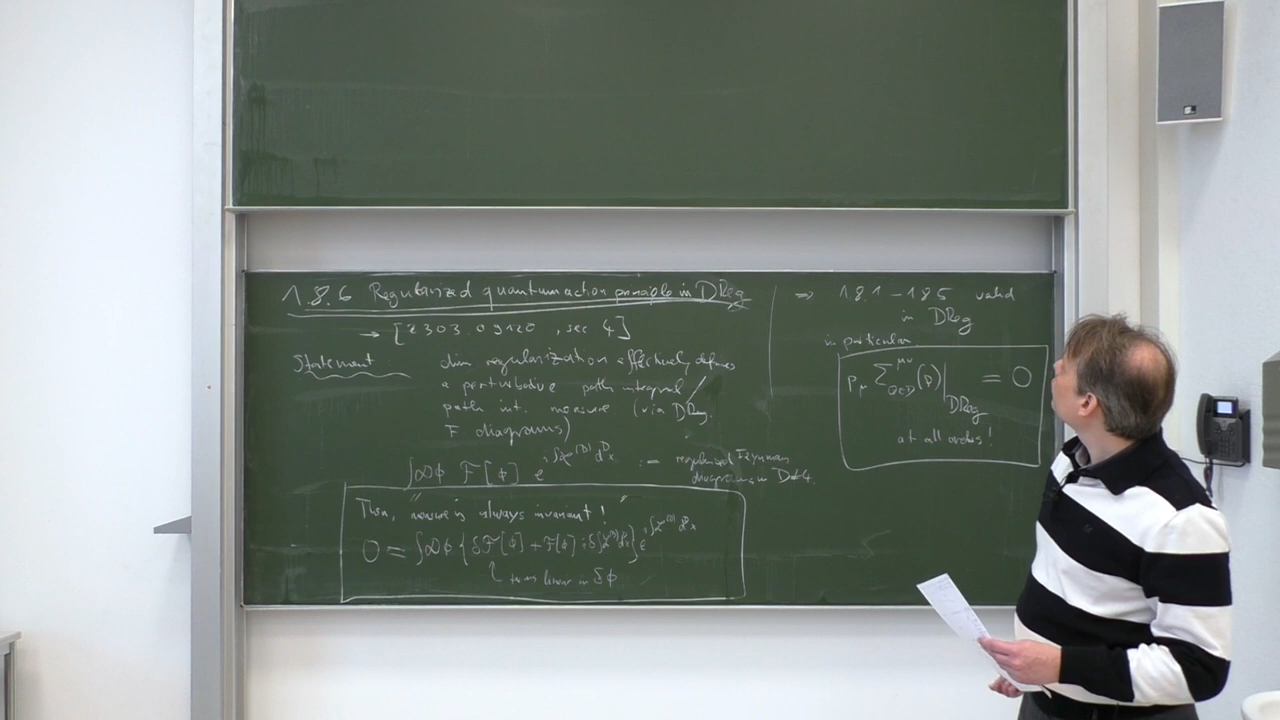 1.8.6 Regularized quantum action principle in DReg
→ [2303.09120, sec 4]
Statement
dim regularization effectively defines
a perturbative path integral
path int. measure (via DReg.
F diagrams)
∫Dϕ F[ϕ] e^{i∫L^{(D)} d^Dx} := regularized Feynman
diagrams in D≠4.
Then, "measure is always invariant!"
0 = ∫Dϕ {δF[ϕ] + F[ϕ] iδ∫L^{(D)}d^Dx} e^{i∫L^{(D)} d^Dx}
terms linear in δϕ
⇒ 1.8.1 – 1.8.5 valid
in DReg
in particular
p_μ Σ^{μν}(p)|_{DReg} = 0
at all orders!